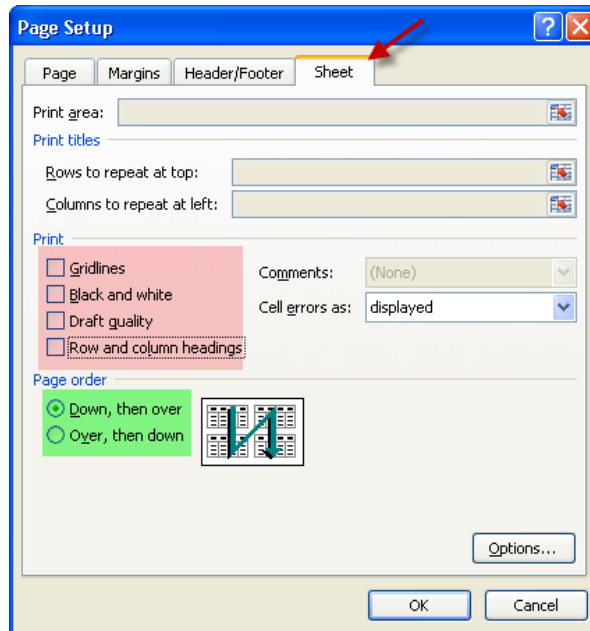 Page Setup
Page Margins Header/Footer Sheet
Print area:
Print titles
Rows to repeat at top:
Columns to repeat at left:
Print
Gridlines
Black and white
Draft quality
Row and column headings
Comments: (None)
Cell errors as: displayed
Page order
Down, then over
Over, then down
Options...
OK Cancel